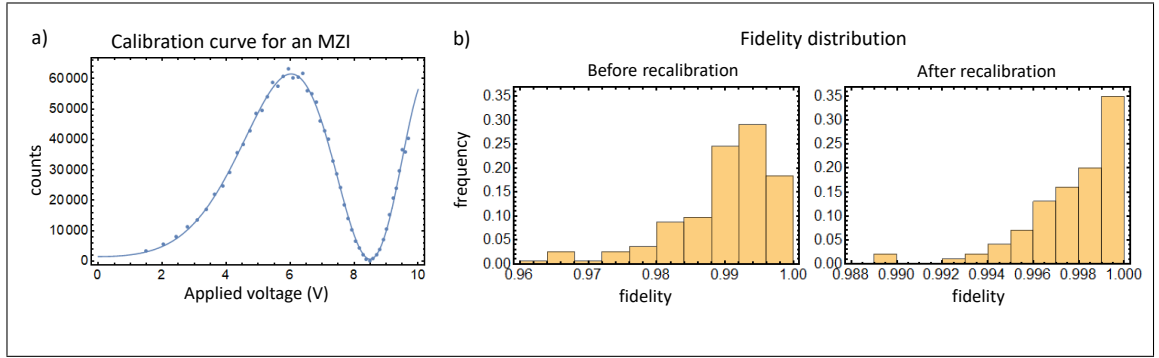 a)
Calibration curve for an MZI
60000
50000
40000
30000
20000
10000
0
counts
0 2 4 6 8 10
Applied voltage (V)
b)
Fidelity distribution
Before recalibration
0.35
0.30
0.25
0.20
0.15
0.10
0.05
0.00
frequency
0.96 0.97 0.98 0.99 1.00
fidelity
After recalibration
0.35
0.30
0.25
0.20
0.15
0.10
0.05
0.00
0.988 0.990 0.992 0.994 0.996 0.998 1.000
fidelity